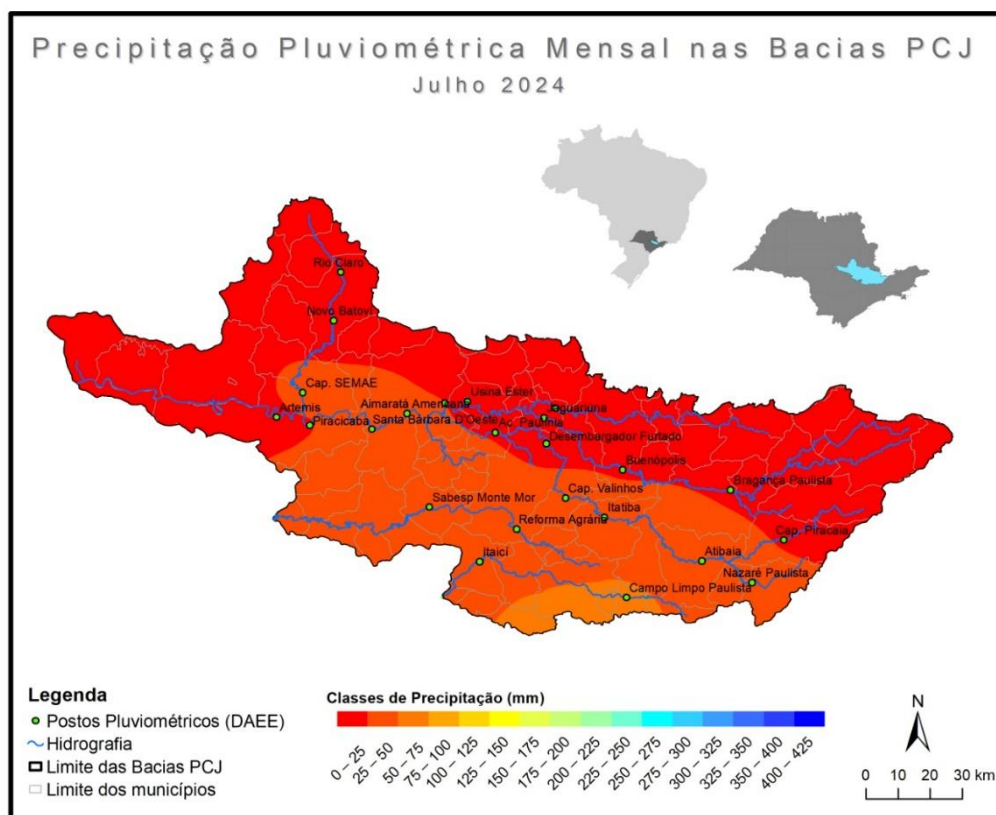 Precipitação Pluviométrica Mensal nas Bacias PCJ
Julho 2024
Rio Claro
Novo Batovi
Cap. SEMAE
Usina Ester
Aimaratá Americana
Jaguariúna
Artemis
Piracicaba
Santa Bárbara D'Oeste
Ac. Paulínia
Desembargador Furtado
Buenópolis
Bragança Paulista
Cap. Valinhos
Sabesp Monte Mor
Itatiba
Reforma Agrária
Cap. Piracaia
Itaicí
Atibaia
Nazaré Paulista
Campo Limpo Paulista
Legenda
Postos Pluviométricos (DAEE)
Hidrografia
Limite das Bacias PCJ
Limite dos municípios
Classes de Precipitação (mm)
0 – 25
25 – 50
50 – 75
75 – 100
100 – 125
125 – 150
150 – 175
175 – 200
200 – 225
225 – 250
250 – 275
275 – 300
300 – 325
325 – 350
350 – 400
400 – 425
N
0 10 20 30 km